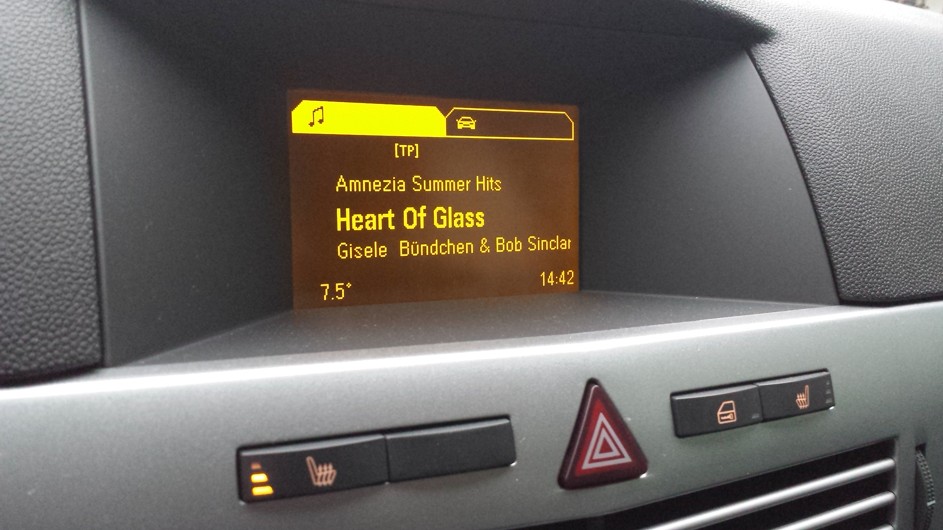 [TP]
Amnezia Summer Hits
Heart Of Glass
Gisele Bündchen & Bob Sinclar
7.5°
14:42